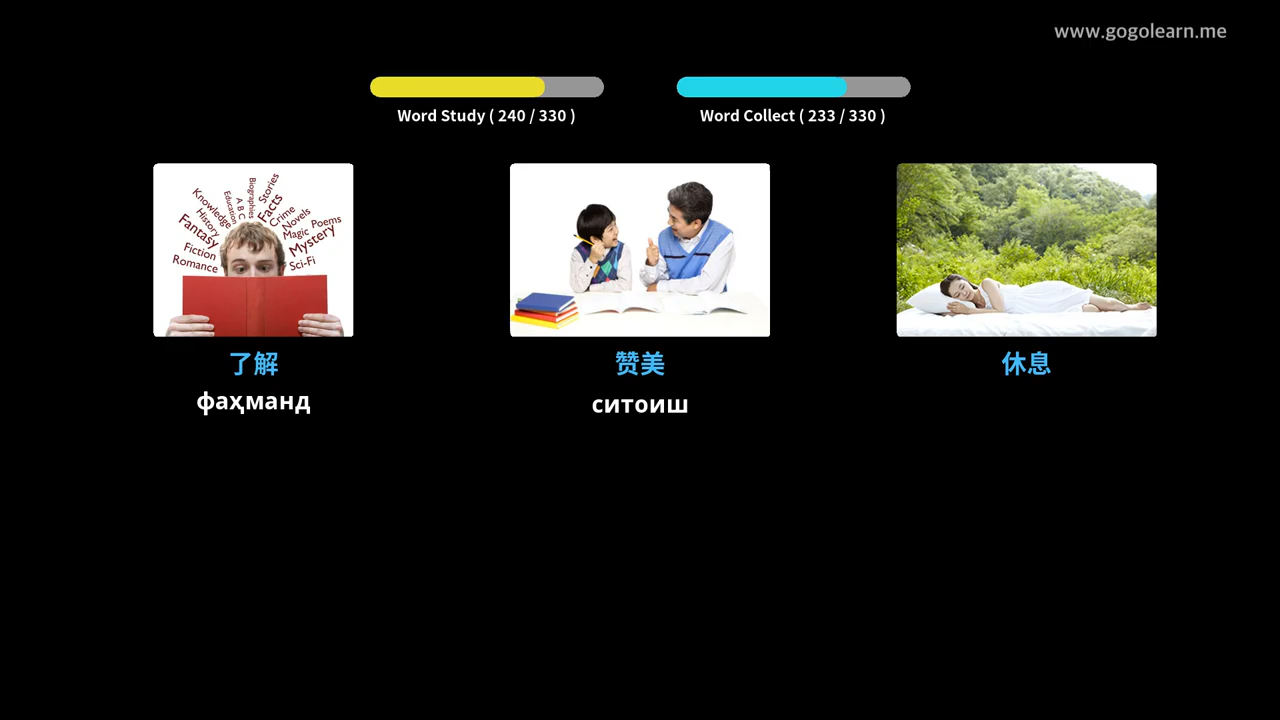 www.gogolearn.me
Word Study ( 240 / 330 )
Word Collect ( 233 / 330 )
Knowledge
History
Fantasy
Fiction
Romance
Education
A B C
Biographies
Stories
Facts
Crime
Novels
Magic
Poems
Mystery
Sci-Fi
了解
赞美
休息
фаҳманд
ситоиш